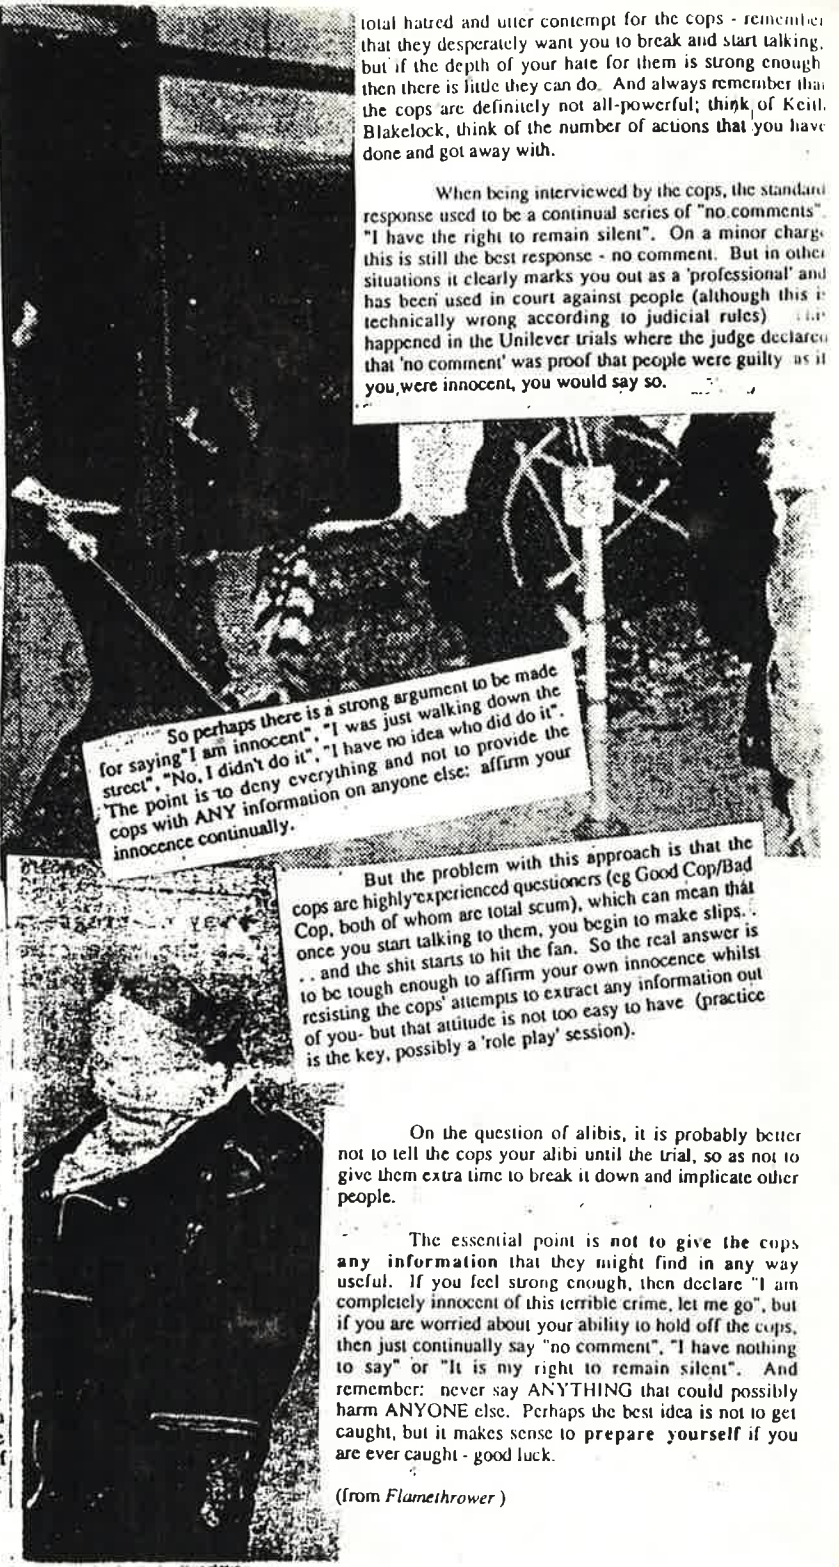 total hatred and utter contempt for the cops - remember
that they desperately want you to break and start talking,
but if the depth of your hate for them is strong enough
then there is little they can do. And always remember that
the cops are definitely not all-powerful; think of Keith
Blakelock, think of the number of actions that you have
done and got away with.
When being interviewed by the cops, the standard
response used to be a continual series of "no comments".
"I have the right to remain silent". On a minor charge
this is still the best response - no comment. But in other
situations it clearly marks you out as a 'professional' and
has been used in court against people (although this is
technically wrong according to judicial rules)
happened in the Unilever trials where the judge declared
that 'no comment' was proof that people were guilty as if
you were innocent, you would say so.
So perhaps there is a strong argument to be made
for saying "I am innocent", "I was just walking down the
street", "No, I didn't do it", "I have no idea who did do it".
The point is to deny everything and not to provide the
cops with ANY information on anyone else: affirm your
innocence continually.
But the problem with this approach is that the
cops are highly experienced questioners (eg Good Cop/Bad
Cop, both of whom are total scum), which can mean that
once you start talking to them, you begin to make slips. .
. . and the shit starts to hit the fan. So the real answer is
to be tough enough to affirm your own innocence whilst
resisting the cops' attempts to extract any information out
of you- but that attitude is not too easy to have (practice
is the key, possibly a 'role play' session).
On the question of alibis, it is probably better
not to tell the cops your alibi until the trial, so as not to
give them extra time to break it down and implicate other
people.
The essential point is not to give the cops
any information that they might find in any way
useful. If you feel strong enough, then declare "I am
completely innocent of this terrible crime, let me go", but
if you are worried about your ability to hold off the cops,
then just continually say "no comment", "I have nothing
to say" or "It is my right to remain silent". And
remember: never say ANYTHING that could possibly
harm ANYONE else. Perhaps the best idea is not to get
caught, but it makes sense to prepare yourself if you
are ever caught - good luck.
(from Flamethrower )